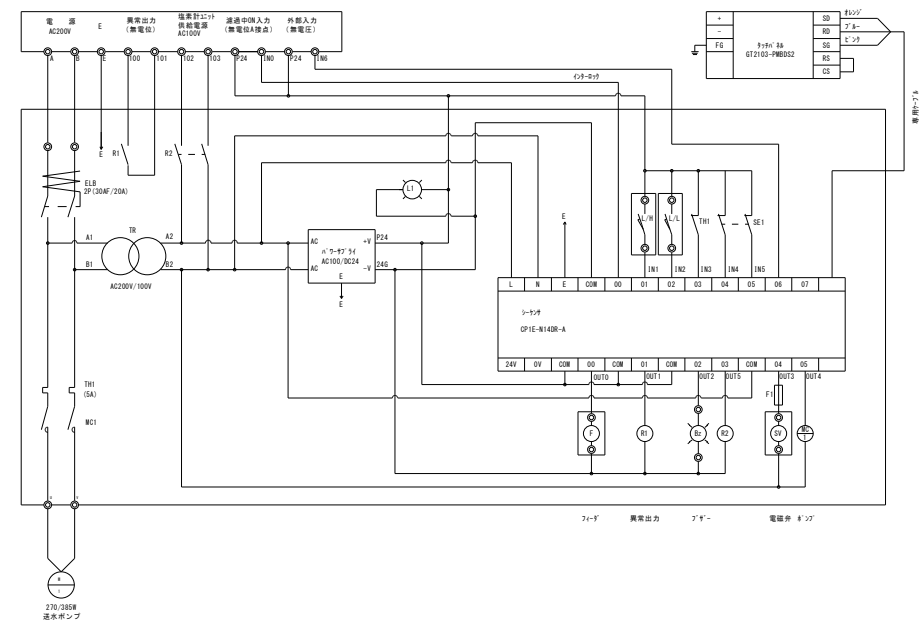 電 源
AC200V
E
異常出力
(無電位)
塩素計ﾕﾆｯﾄ
供給電源
AC100V
濾過中ON入力
(無電位A接点)
外部入力
(無電圧)
A
B
E
100
101
102
103
P24
IN0
P24
IN6
+
-
FG
ﾀｯﾁﾊﾟﾈﾙ
GT2103-PMBDS2
SD
RD
SG
RS
CS
ｵﾚﾝｼﾞ
ﾌﾞﾙｰ
ﾋﾟﾝｸ
専用ｹｰﾌﾞﾙ
ｲﾝﾀｰﾛｯｸ
E
R1
R2
ELB
2P(30AF/20A)
L1
A1
TR
A2
B1
B2
AC200V/100V
AC
+V
P24
ﾊﾟﾜｰｻﾌﾟﾗｲ
AC100/DC24
AC
-V
24G
E
E
E
L/H
L/L
TH1
SE1
IN1
IN2
IN3
IN4
IN5
L
N
E
COM
00
01
02
03
04
05
06
07
ｼｰｹﾝｻ
CP1E-N14DR-A
24V
0V
COM
00
COM
01
COM
02
03
COM
04
05
OUT0
OUT1
OUT2
OUT5
OUT3
OUT4
F1
TH1
(5A)
MC1
F
R1
Bz
R2
SV
MC
1
U
V
ﾌｨｰﾀﾞ
異常出力
ﾌﾞｻﾞｰ
電磁弁
ﾎﾟﾝﾌﾟ
M
1
270/385W
送水ポンプ